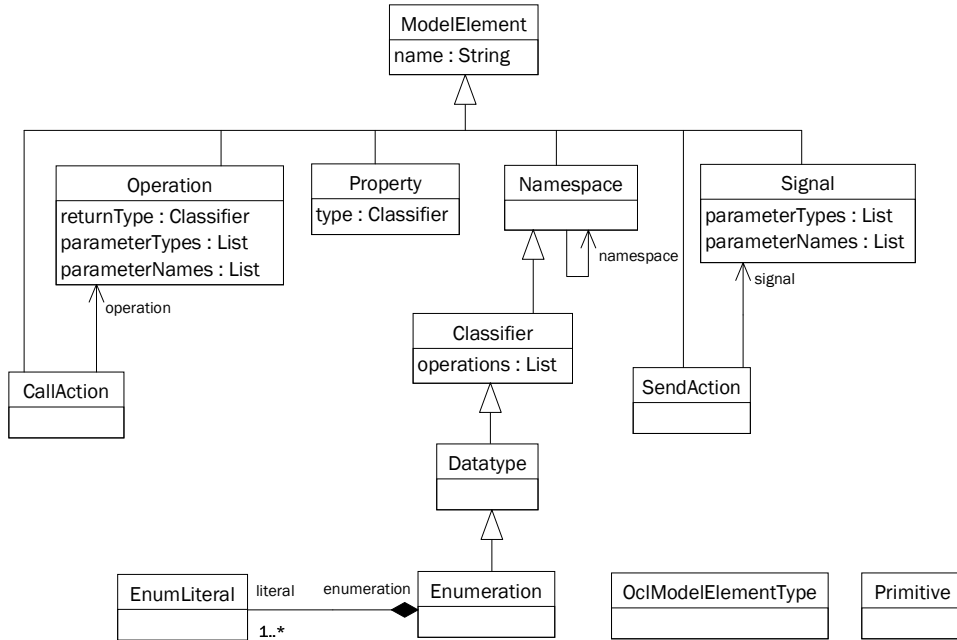 ModelElement
name : String
Operation
returnType : Classifier
parameterTypes : List
parameterNames : List
Property
type : Classifier
Namespace
Signal
parameterTypes : List
parameterNames : List
namespace
operation
signal
Classifier
operations : List
CallAction
SendAction
Datatype
EnumLiteral
literal
enumeration
1..*
Enumeration
OclModelElementType
Primitive